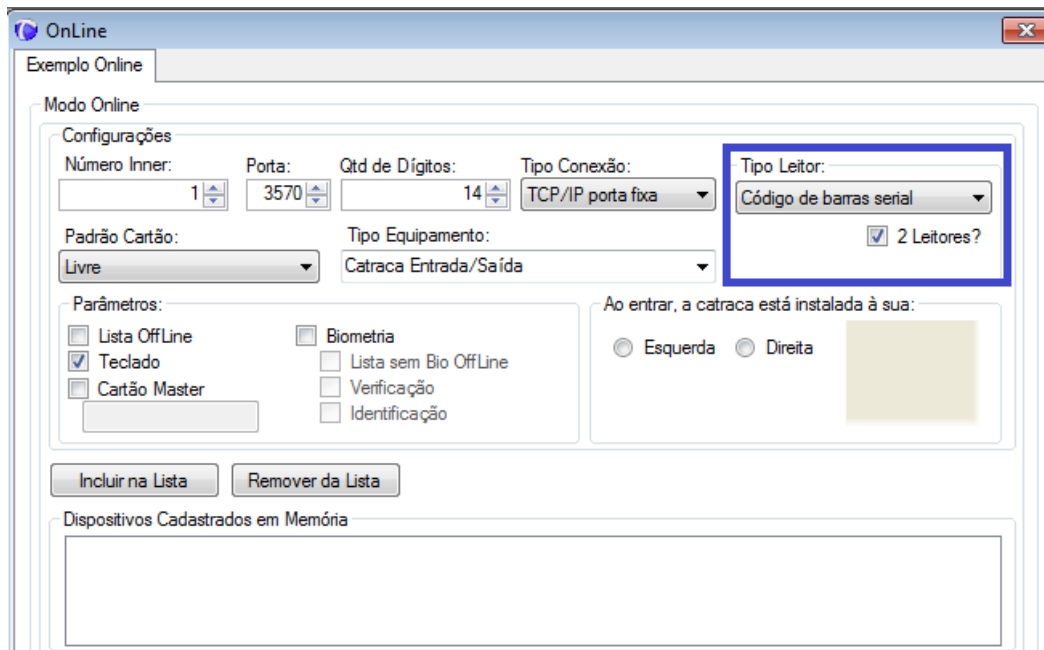 OnLine
Exemplo Online
Modo Online
Configurações
Número Inner: Porta: Qtd de Dígitos: Tipo Conexão: Tipo Leitor:
1 3570 14 TCP/IP porta fixa Código de barras serial
2 Leitores?
Padrão Cartão: Tipo Equipamento:
Livre Catraca Entrada/Saída
Parâmetros: Ao entrar, a catraca está instalada à sua:
Lista OffLine Biometria
Esquerda Direita
Teclado Lista sem Bio OffLine
Cartão Master Verificação
Identificação
Incluir na Lista Remover da Lista
Dispositivos Cadastrados em Memória